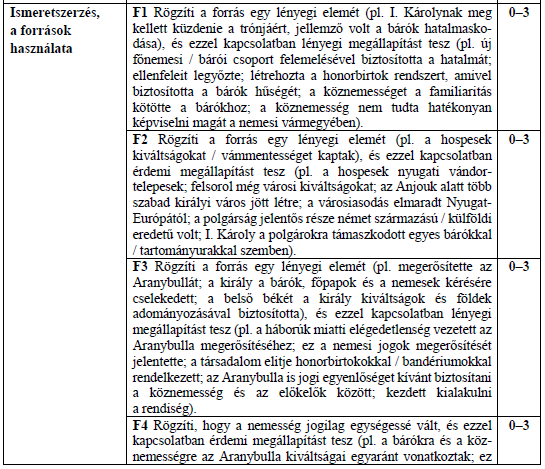 Ismeretszerzés,
a források
használata
F1 Rögzíti a forrás egy lényegi elemét (pl. I. Károlynak meg
kellett küzdenie a trónjáért, jellemző volt a bárók hatalmasko-
dása), és ezzel kapcsolatban lényegi megállapítást tesz (pl. új
főnemesi / bárói csoport felemelésével biztosította a hatalmát;
ellenfeleit legyőzte; létrehozta a honorbirtok rendszert, amivel
biztosította a bárók hűségét; a köznemességet a familiaritás
kötötte a bárókhoz; a köznemesség nem tudta hatékonyan
képviselni magát a nemesi vármegyében).
0–3
F2 Rögzíti a forrás egy lényegi elemét (pl. a hospesek
kiváltságokat / vámmentességet kaptak), és ezzel kapcsolatban
érdemi megállapítást tesz (pl. a hospesek nyugati vándor-
telepesek; felsorol még városi kiváltságokat; az Anjouk alatt több
szabad királyi város jött létre; a városiasodás elmaradt Nyugat-
Európától; a polgárság jelentős része német származású / külföldi
eredetű volt; I. Károly a polgárokra támaszkodott egyes bárókkal
/ tartományurakkal szemben).
0–3
F3 Rögzíti a forrás egy lényegi elemét (pl. megerősítette az
Aranybullát; a király a bárók, főpapok és a nemesek kérésére
cselekedett; a belső békét a király kiváltságok és földek
adományozásával biztosította), és ezzel kapcsolatban lényegi
megállapítást tesz (pl. a háborúk miatti elégedetlenség vezetett az
Aranybulla megerősítéséhez; ez a nemesi jogok megerősítését
jelentette; a társadalom elitje honorbirtokokkal / bandériumokkal
rendelkezett; az Aranybulla is jogi egyenlőséget kívánt biztosítani
a köznemesség és az előkelők között; kezdett kialakulni
a rendiség).
0–3
F4 Rögzíti, hogy a nemesség jogilag egységessé vált, és ezzel
kapcsolatban érdemi megállapítást tesz (pl. a bárókra és a köz-
nemességre az Aranybulla kiváltságai egyaránt vonatkoztak; ez
0–3